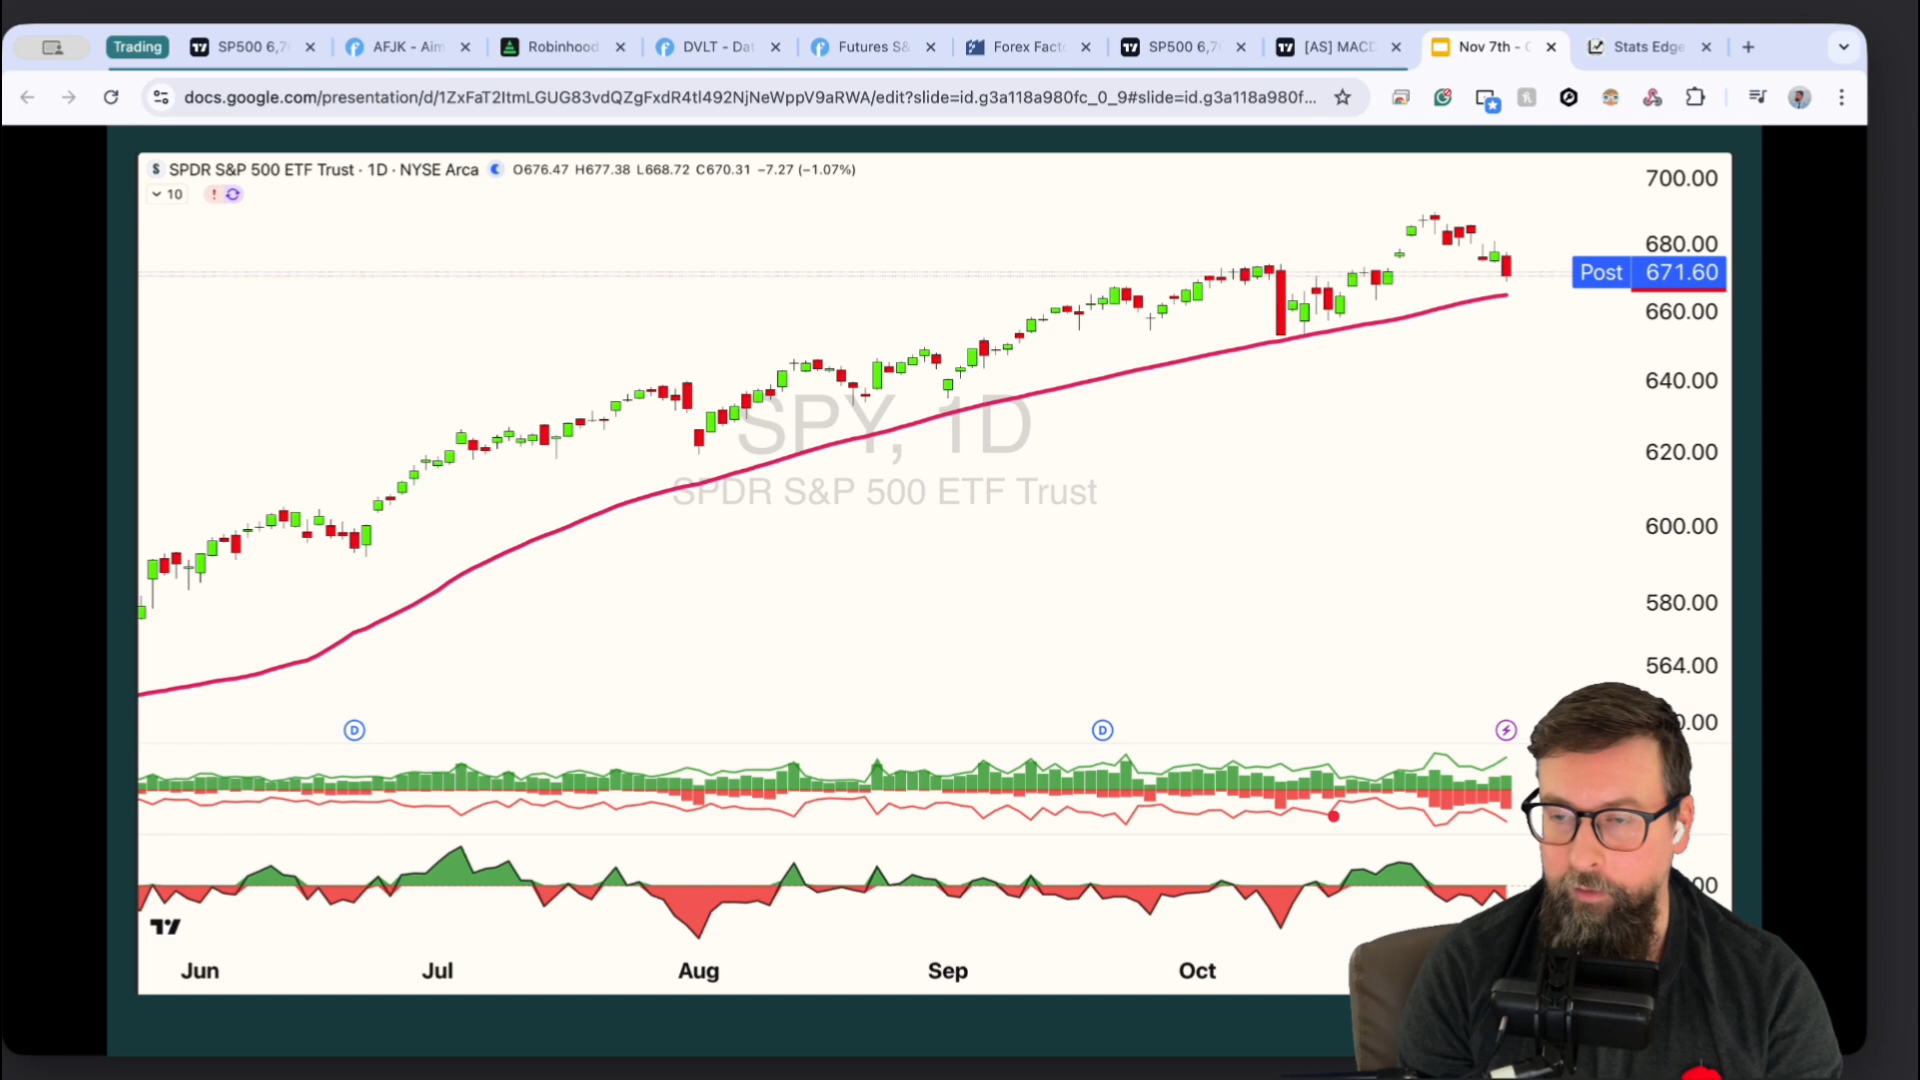 Trading
SP500 6,7
AFJK - Aim
Robinhood
DVLT - Dat
Futures S&
Forex Facto
SP500 6,70
[AS] MACD
Nov 7th -
Stats Edge
docs.google.com/presentation/d/1ZxFaT2ItmLGUG83vdQZgFxdR4tl492NjNeWppV9aRWA/edit?slide=id.g3a118a980fc_0_9#slide=id.g3a118a980f...
S SPDR S&P 500 ETF Trust · 1D · NYSE Arca O676.47 H677.38 L668.72 C670.31 −7.27 (−1.07%)
10
!
700.00
680.00
Post 671.60
660.00
640.00
620.00
600.00
580.00
564.00
SPY, 1D
SPDR S&P 500 ETF Trust
D
D
Jun
Jul
Aug
Sep
Oct